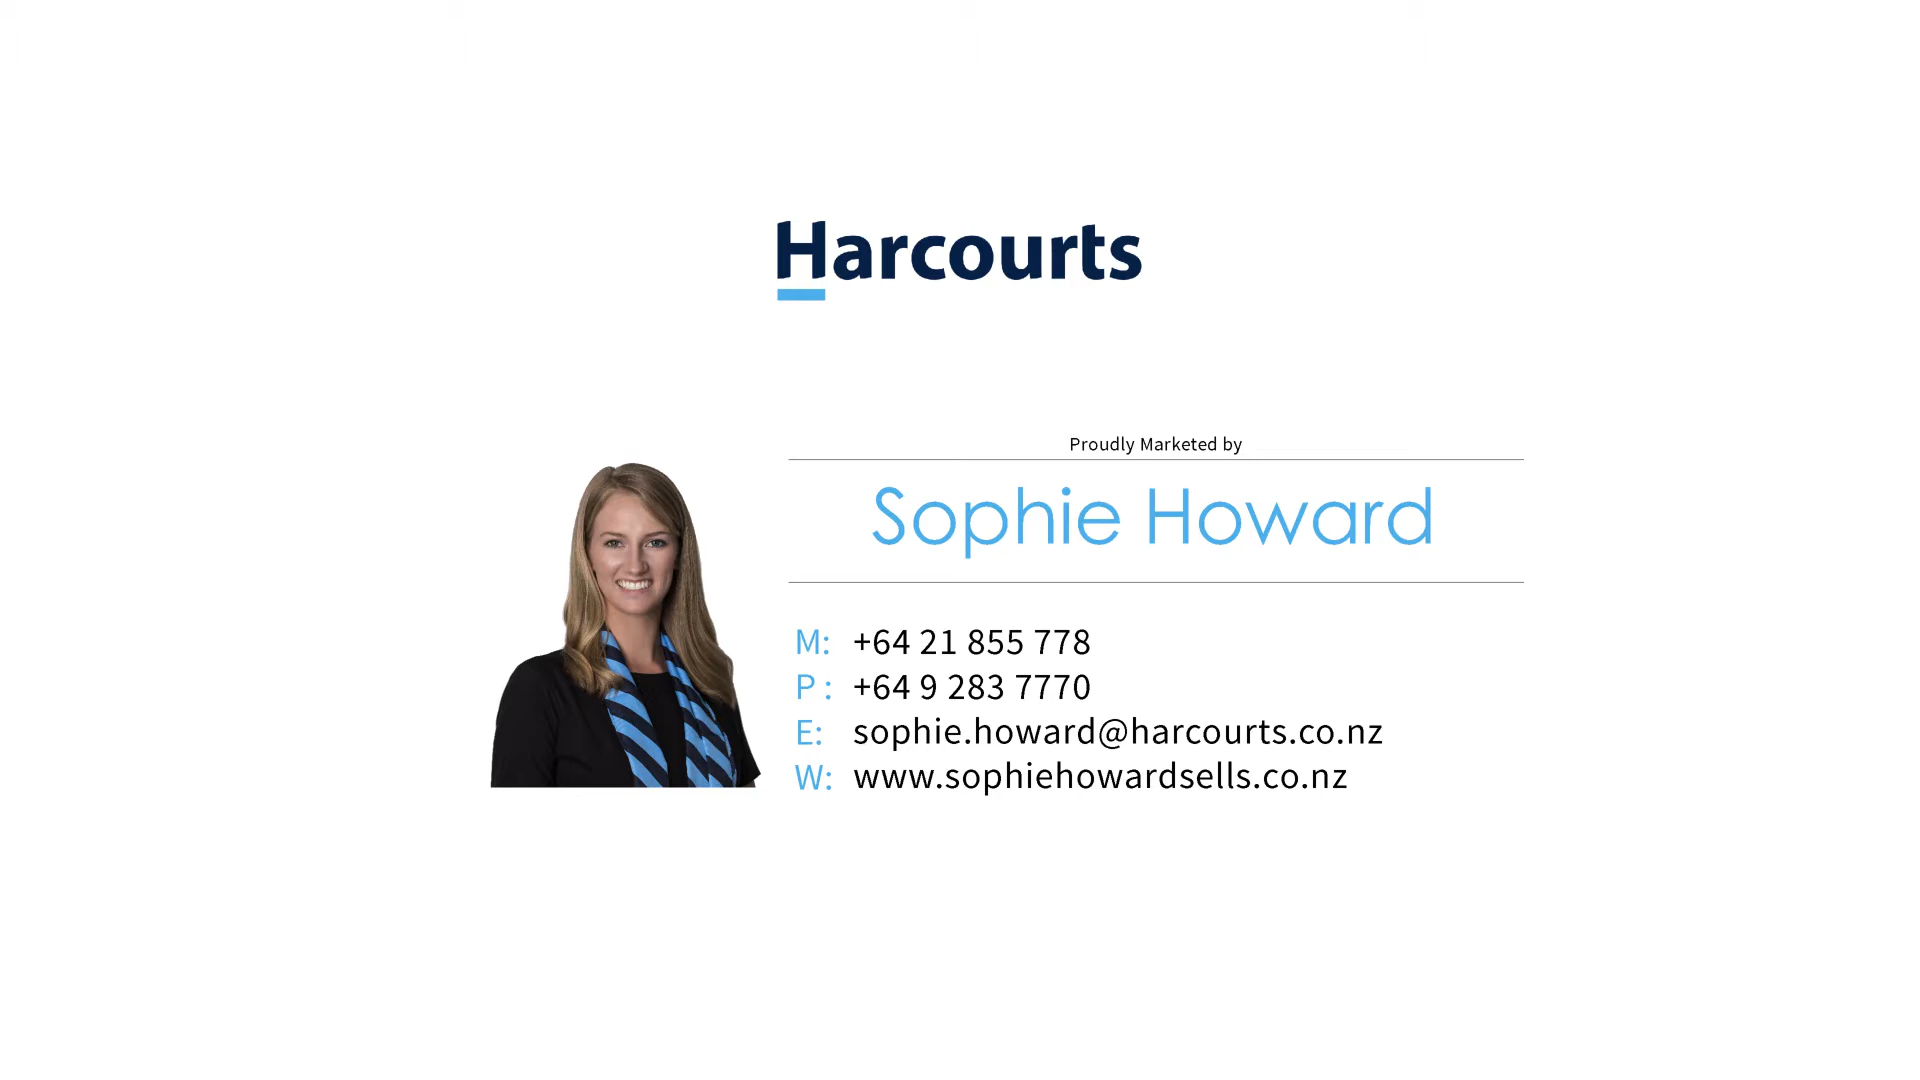 Harcourts
Proudly Marketed by
Sophie Howard
M: +64 21 855 778
P : +64 9 283 7770
E: sophie.howard@harcourts.co.nz
W: www.sophiehowardsells.co.nz